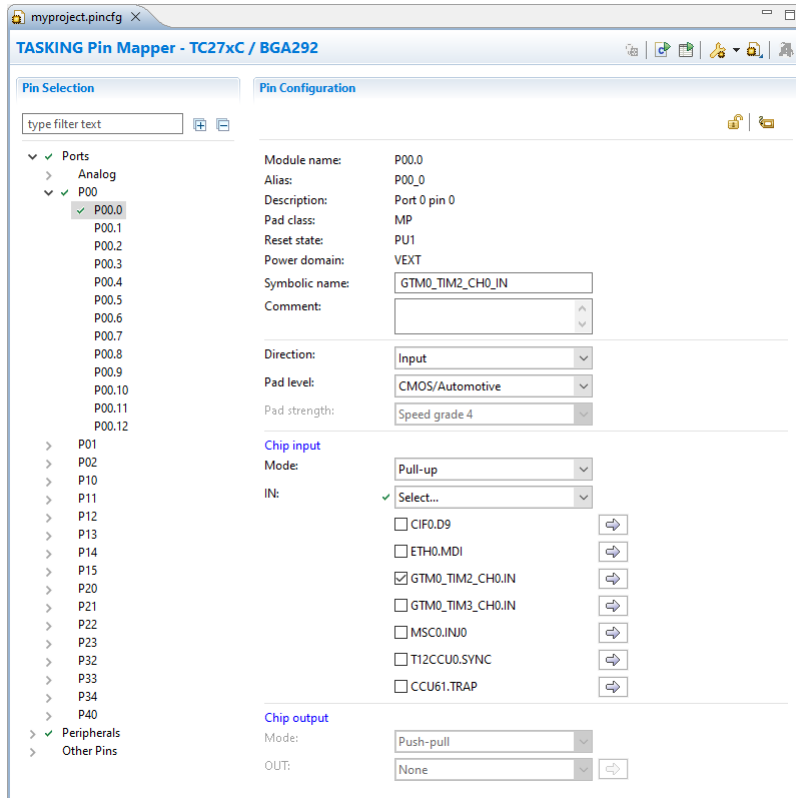 myproject.pincfg
TASKING Pin Mapper - TC27xC / BGA292
Pin Selection
type filter text
Ports
Analog
P00
P00.0
P00.1
P00.2
P00.3
P00.4
P00.5
P00.6
P00.7
P00.8
P00.9
P00.10
P00.11
P00.12
P01
P02
P10
P11
P12
P13
P14
P15
P20
P21
P22
P23
P32
P33
P34
P40
Peripherals
Other Pins
Pin Configuration
Module name: P00.0
Alias: P00_0
Description: Port 0 pin 0
Pad class: MP
Reset state: PU1
Power domain: VEXT
Symbolic name: GTM0_TIM2_CH0_IN
Comment:
Direction: Input
Pad level: CMOS/Automotive
Pad strength: Speed grade 4
Chip input
Mode: Pull-up
IN: Select...
CIF0.D9
ETH0.MDI
GTM0_TIM2_CH0.IN
GTM0_TIM3_CH0.IN
MSC0.INJ0
T12CCU0.SYNC
CCU61.TRAP
Chip output
Mode: Push-pull
OUT: None